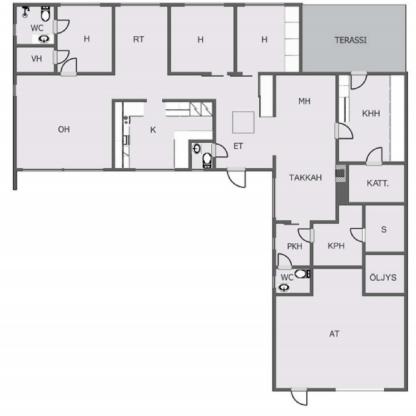 WC
H
RT
H
H
TERASSI
VH
OH
K
ET
MH
KHH
TAKKAH
KATT.
PKH
KPH
S
WC
ÖLJYS
AT